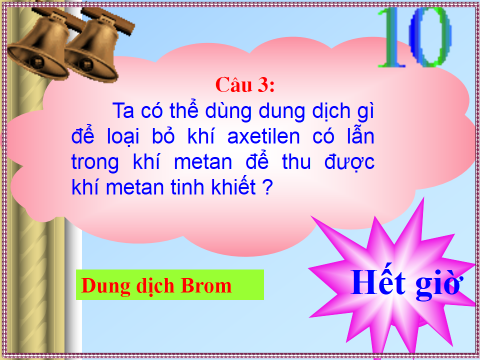 10
Câu 3:
Ta có thể dùng dung dịch gì
để loại bỏ khí axetilen có lẫn
trong khí metan để thu được
khí metan tinh khiết ?
Dung dịch Brom
Hết giờ